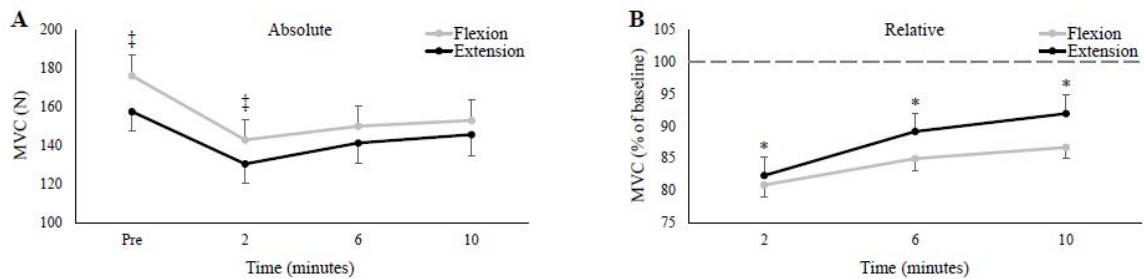 A
Absolute
Flexion
Extension
MVC (N)
200
180
160
140
120
100
‡
‡
Pre
2
6
10
Time (minutes)
B
Relative
Flexion
Extension
MVC (% of baseline)
105
100
95
90
85
80
75
*
*
*
2
6
10
Time (minutes)